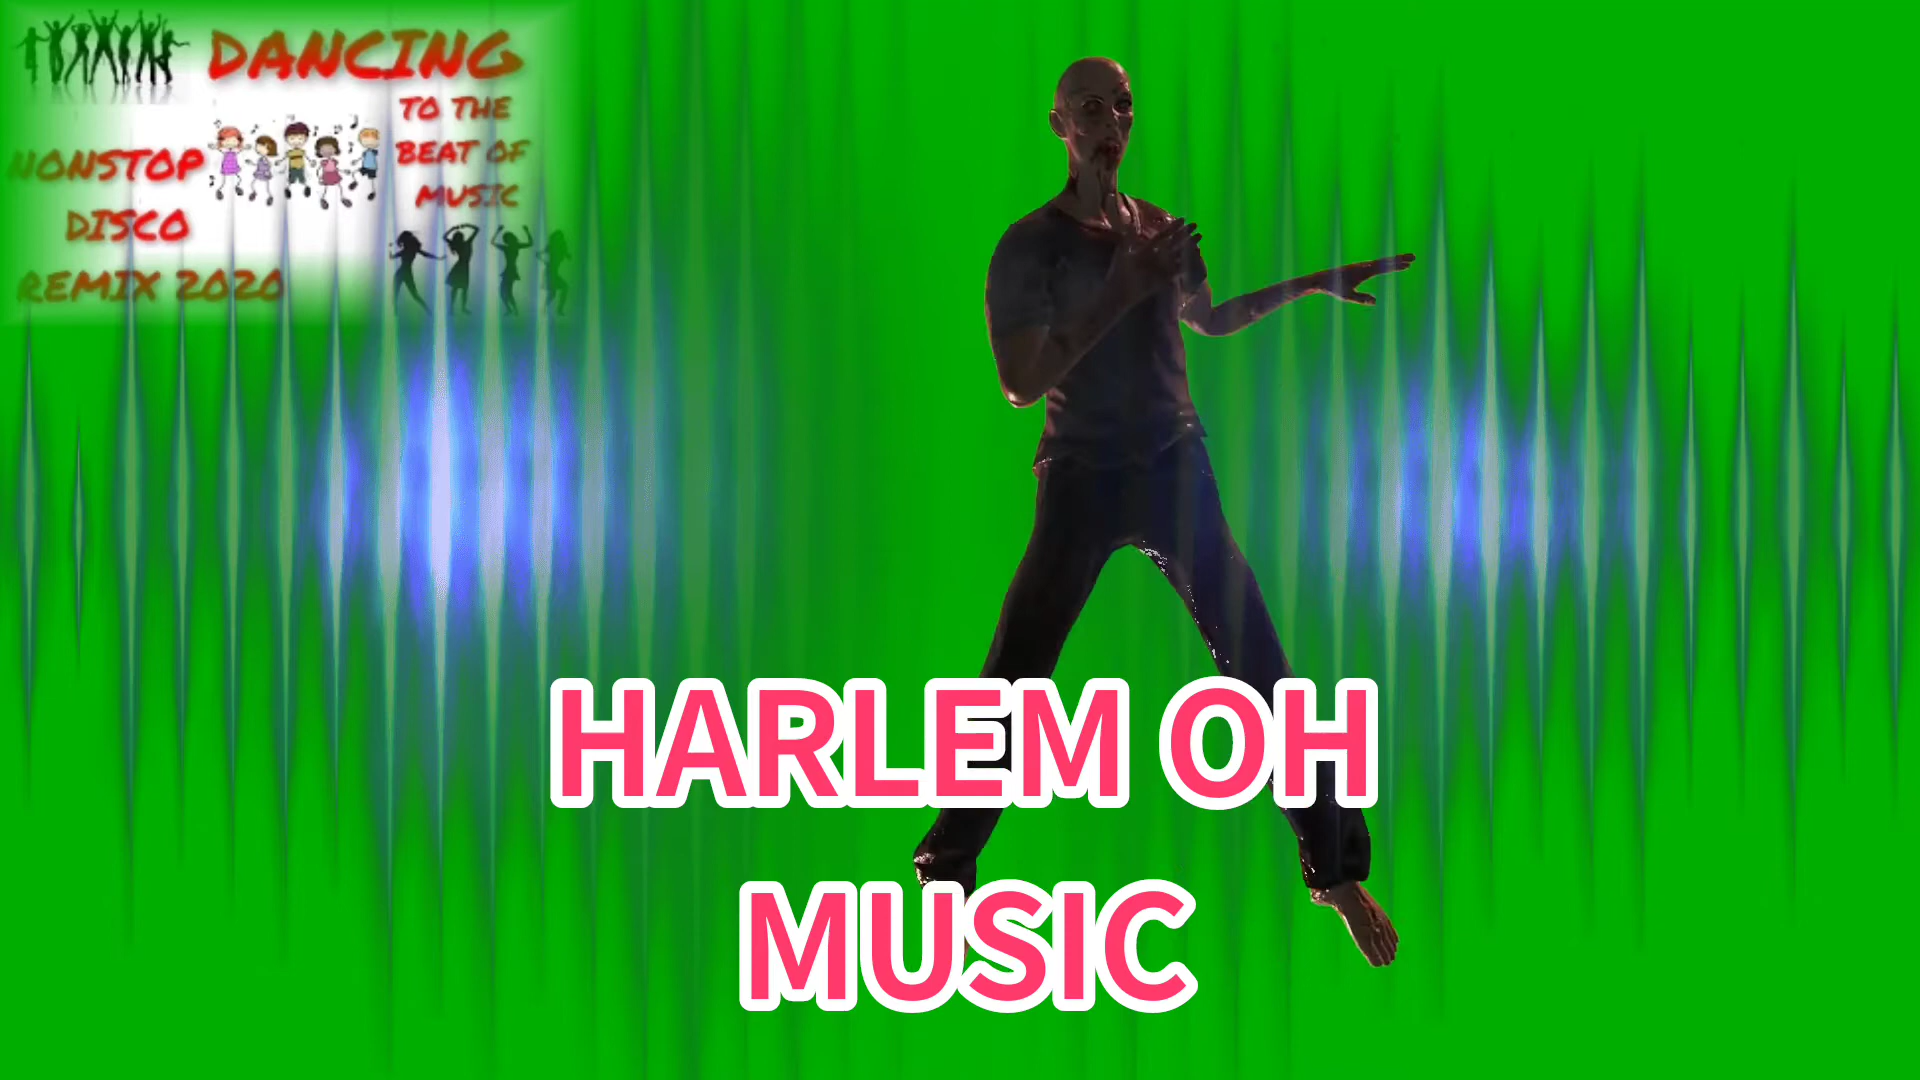 DANCING
TO THE
BEAT OF
MUSIC
NONSTOP
DISCO
REMIX 2020
HARLEM OH
MUSIC